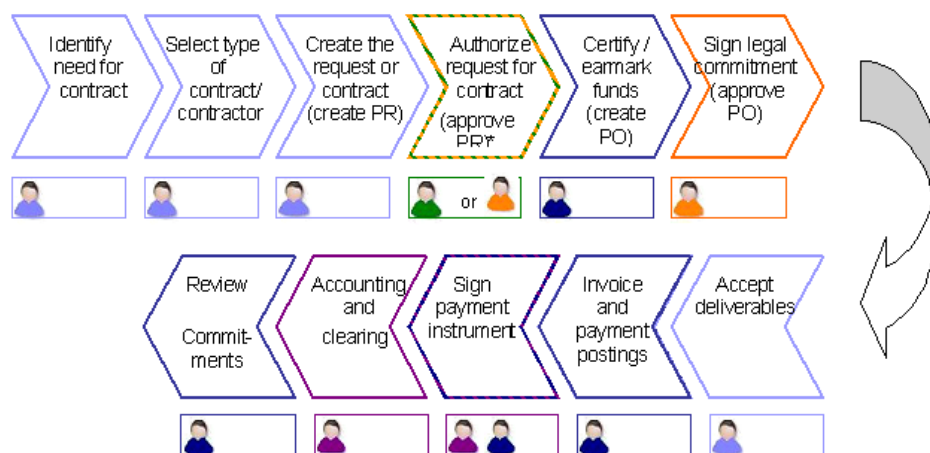 Identify
need for
contract
Select type
of
contract/
contractor
Create the
request or
contract
(create PR)
Authorize
request for
contract
(approve
PR)*
Certify /
earmark
funds
(create
PO)
Sign legal
commitment
(approve
PO)
or
Review
Commit-
ments
Accounting
and
clearing
Sign
payment
instrument
Invoice
and
payment
postings
Accept
deliverables